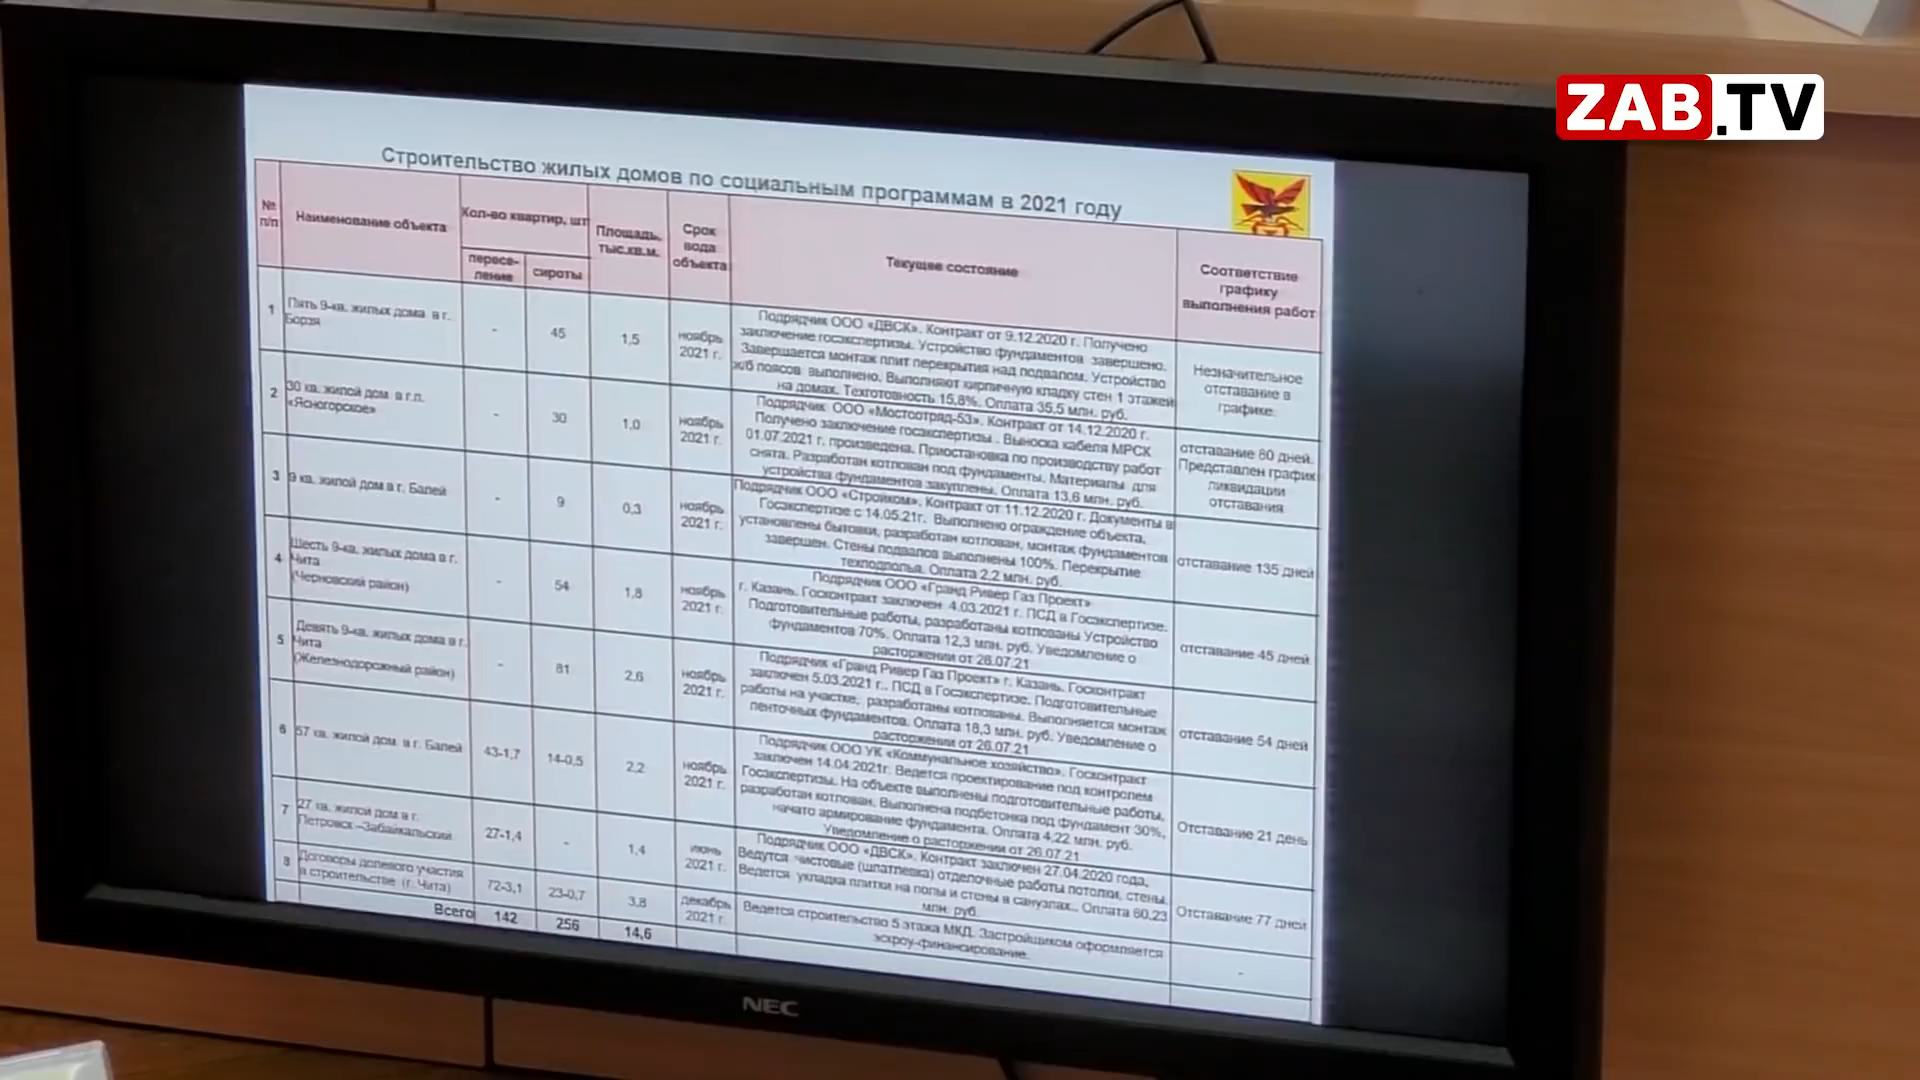 ZAB.TV
Строительство жилых домов по социальным программам в 2021 году
№
п/п
Наименование объекта
Кол-во квартир, шт
пересе-
ление
сироты
Площадь,
тыс.кв.м.
Срок
вода
объекта
Текущее состояние
Соответствие
графику
выполнения работ
1
Пять 9-кв. жилых дома в г.
Борзя
-
45
1,5
ноябрь
2021 г.
Подрядчик ООО «ДВСК». Контракт от 9.12.2020 г. Получено
заключение госэкспертизы. Устройство фундаментов завершено.
Завершается монтаж плит перекрытия над подвалом. Устройство
ж/б поясов выполнено. Выполняют кирпичную кладку стен 1 этажей
на домах. Техготовность 15,8%. Оплата 35,5 млн. руб.
Незначительное
отставание в
графике.
2
30 кв. жилой дом в г.п.
«Ясногорское»
-
30
1,0
ноябрь
2021 г.
Подрядчик ООО «Мостоотряд-53». Контракт от 14.12.2020 г.
Получено заключение госэкспертизы . Выноска кабеля МРСК
01.07.2021 г. произведена. Приостановка по производству работ
снята. Разработан котлован под фундаменты. Материалы для
устройства фундаментов закуплены. Оплата 13,6 млн. руб.
отставание 80 дней.
Представлен график
ликвидации
отставания
3
9 кв. жилой дом в г. Балей
-
9
0,3
ноябрь
2021 г.
Подрядчик ООО «Стройком». Контракт от 11.12.2020 г. Документы в
Госэкспертизе с 14.05.21г. Выполнено ограждение объекта,
установлены бытовки, разработан котлован, монтаж фундаментов
завершен. Стены подвалов выполнены 100%. Перекрытие
техподполья. Оплата 2,2 млн. руб.
отставание 135 дней
4
Шесть 9-кв. жилых дома в г.
Чита
(Черновский район)
-
54
1,8
ноябрь
2021 г.
Подрядчик ООО «Гранд Ривер Газ Проект»
г. Казань. Госконтракт заключен 4.03.2021 г. ПСД в Госэкспертизе.
Подготовительные работы, разработаны котлованы Устройство
фундаментов 70%. Оплата 12,3 млн. руб. Уведомление о
расторжении от 26.07.21
отставание 45 дней
5
Девять 9-кв. жилых дома в г.
Чита
(Железнодорожный район)
-
81
2,6
ноябрь
2021 г.
Подрядчик «Гранд Ривер Газ Проект» г. Казань. Госконтракт
заключен 5.03.2021 г.. ПСД в Госэкспертизе. Подготовительные
работы на участке, разработаны котлованы. Выполняется монтаж
ленточных фундаментов. Оплата 18,3 млн. руб. Уведомление о
расторжении от 26.07.21
отставание 54 дней
6
57 кв. жилой дом в г. Балей
43-1,7
14-0,5
2,2
ноябрь
2021 г.
Подрядчик ООО УК «Коммунальное хозяйство». Госконтракт
заключен 14.04.2021г. Ведется проектирование под контролем
Госэкспертизы. На объекте выполнены подготовительные работы,
разработан котлован. Выполнена подбетонка под фундамент 30%,
начато армирование фундамента. Оплата 4,22 млн. руб.
Уведомление о расторжении от 26.07.21
Отставание 21 день
7
27 кв. жилой дом в г.
Петровск –Забайкальский
27-1,4
-
1,4
июнь
2021 г.
Подрядчик ООО «ДВСК». Контракт заключен 27.04.2020 года,
Ведутся чистовые (шпатлевка) отделочные работы потолки, стены.
Ведется укладка плитки на полы и стены в санузлах.. Оплата 60,23
млн. руб.
Отставание 77 дней
8
Договоры долевого участия
в строительстве (г. Чита)
72-3,1
23-0,7
3,8
декабрь
2021 г.
Ведется строительство 5 этажа МКД. Застройщиком оформляется
эскроу-финансирование.
-
Всего
142
256
14,6
NEC